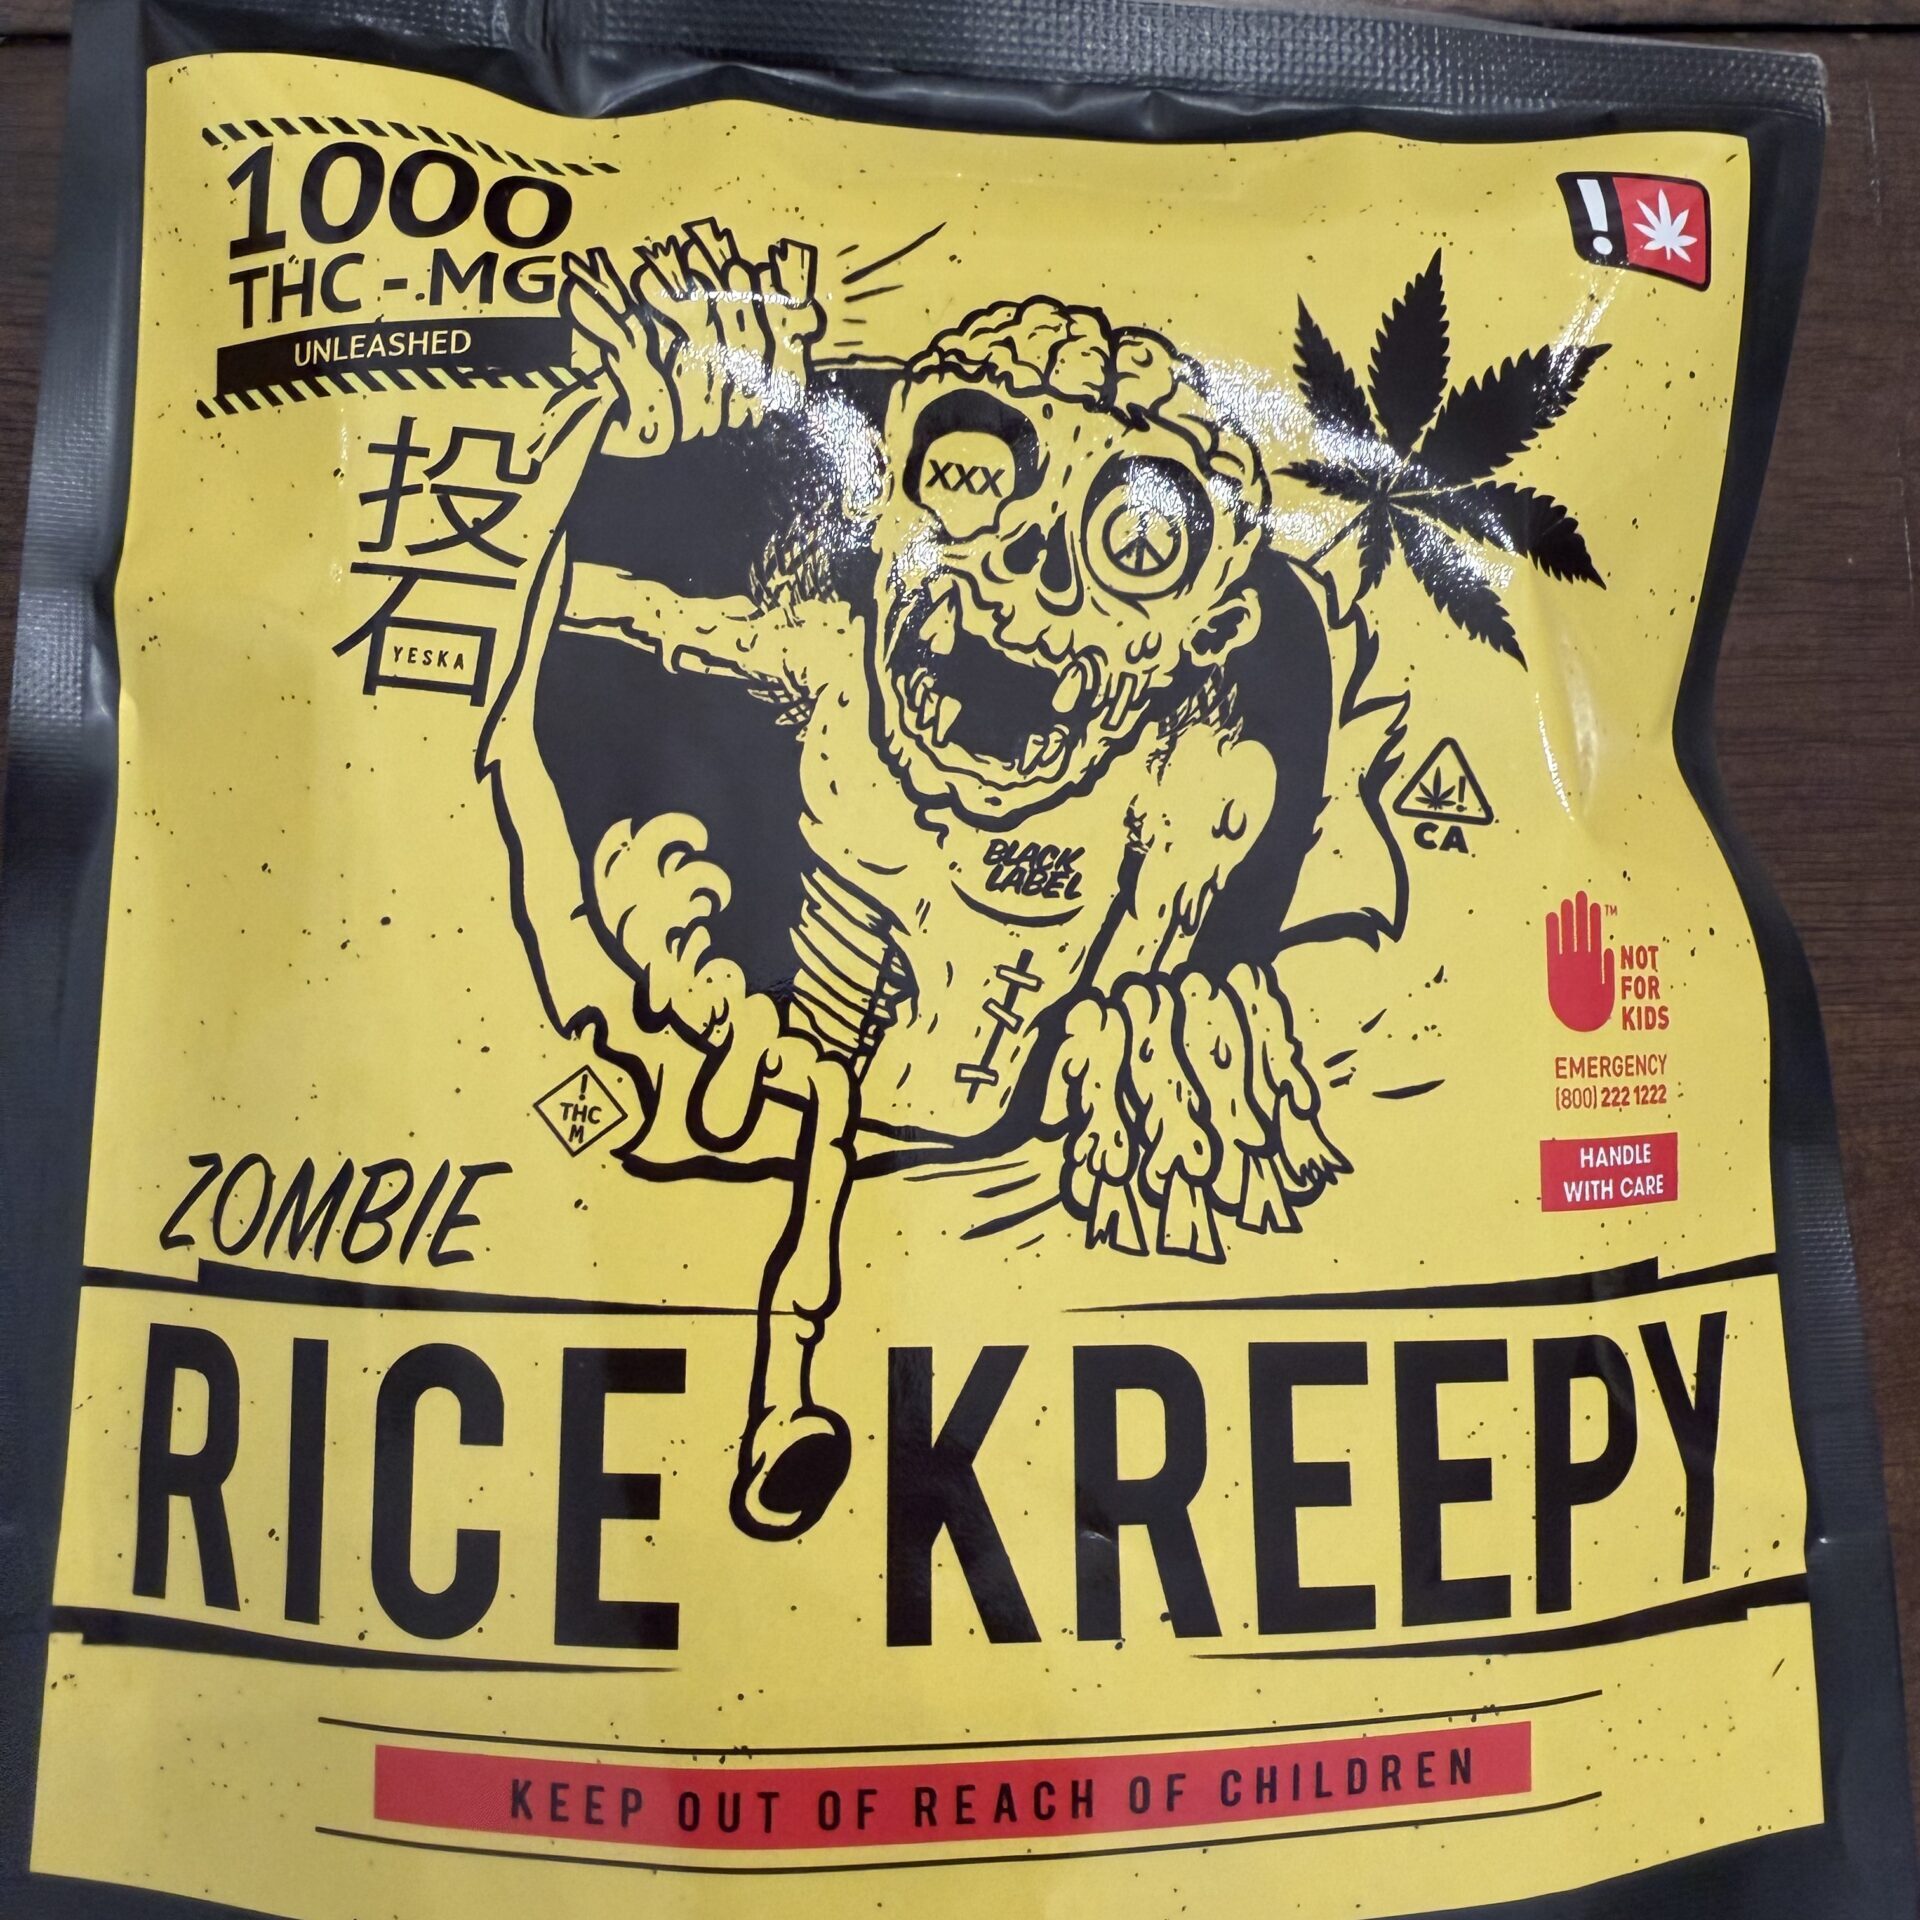 1000
THC - MG
UNLEASHED
投
石
YESKA
XXX
BLACK
LABEL
!
CA
!
NOT
FOR
KIDS
TM
EMERGENCY
(800) 222 1222
HANDLE
WITH CARE
!
THC
M
ZOMBIE
RICE KREEPY
KEEP OUT OF REACH OF CHILDREN